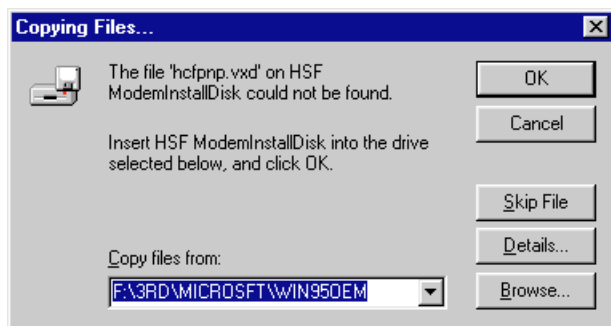 Copying Files...
The file 'hcfpnp.vxd' on HSF
ModemInstallDisk could not be found.
Insert HSF ModemInstallDisk into the drive
selected below, and click OK.
Copy files from:
F:\3RD\MICROSFT\WIN95OEM
OK
Cancel
Skip File
Details...
Browse...